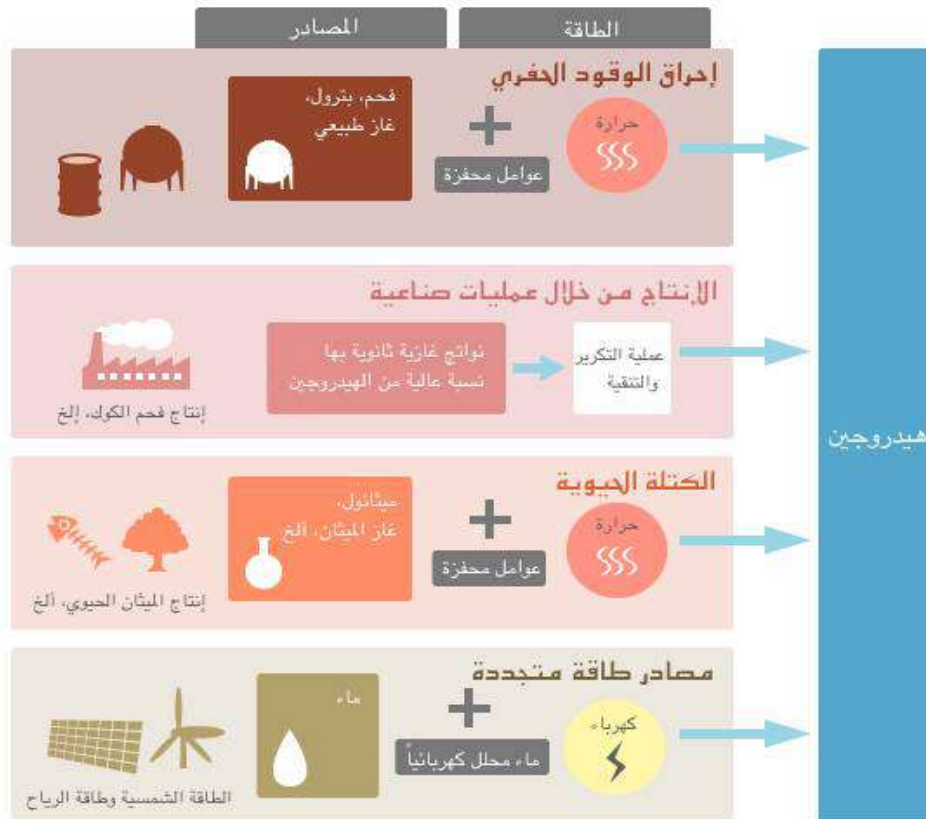 الطاقة
المصادر
إحراق الوقود الحفري
حرارة
عوامل محفزة
فحم، بترول،
غاز طبيعي
الإنتاج من خلال عمليات صناعية
عملية التكرير
والتنقية
نواتج غازية ثانوية بها
نسبة عالية من الهيدروجين
إنتاج فحم الكوك، إلخ
الكتلة الحيوية
حرارة
عوامل محفزة
ميثانول،
غاز الميثان، ألخ
إنتاج الميثان الحيوي، ألخ
مصادر طاقة متجددة
كهرباء
ماء محلل كهربائياً
ماء
الطاقة الشمسية وطاقة الرياح
هيدروجين